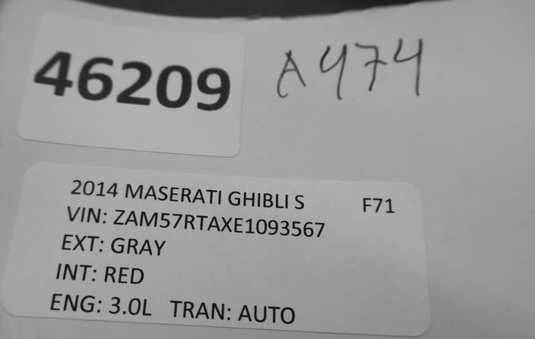 46209 A474
2014 MASERATI GHIBLI S F71
VIN: ZAM57RTAXE1093567
EXT: GRAY
INT: RED
ENG: 3.0L TRAN: AUTO